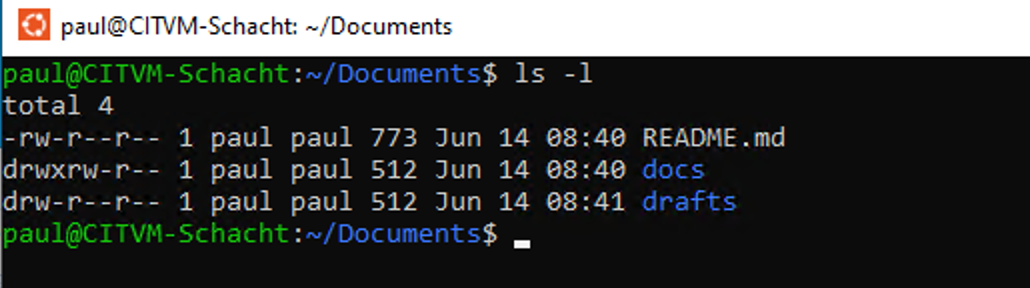 paul@CITVM-Schacht: ~/Documents
paul@CITVM-Schacht:~/Documents$ ls -l
total 4
-rw-r--r-- 1 paul paul 773 Jun 14 08:40 README.md
drwxrw-r-- 1 paul paul 512 Jun 14 08:40 docs
drw-r--r-- 1 paul paul 512 Jun 14 08:41 drafts
paul@CITVM-Schacht:~/Documents$